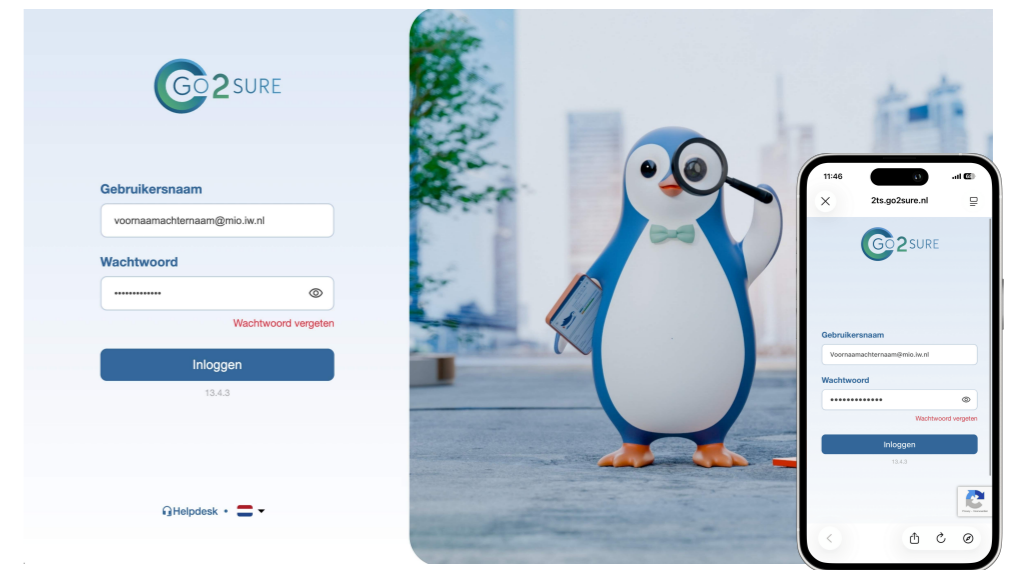 GO2SURE
Gebruikersnaam
voornaamachternaam@mio.iw.nl
Wachtwoord
•••••••••••••
Wachtwoord vergeten
Inloggen
13.4.3
Helpdesk •
11:46
2ts.go2sure.nl
GO2SURE
Gebruikersnaam
Voornaamachternaam@mio.iw.nl
Wachtwoord
•••••••••••••
Wachtwoord vergeten
Inloggen
13.4.3